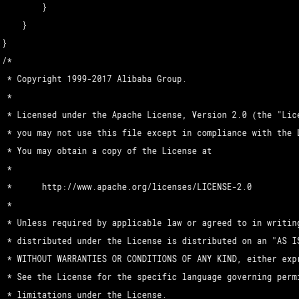 }
}
}
/*
* Copyright 1999-2017 Alibaba Group.
*
* Licensed under the Apache License, Version 2.0 (the "Lice
* you may not use this file except in compliance with the L
* You may obtain a copy of the License at
*
* http://www.apache.org/licenses/LICENSE-2.0
*
* Unless required by applicable law or agreed to in writing
* distributed under the License is distributed on an "AS IS
* WITHOUT WARRANTIES OR CONDITIONS OF ANY KIND, either expr
* See the License for the specific language governing permi
* limitations under the License.